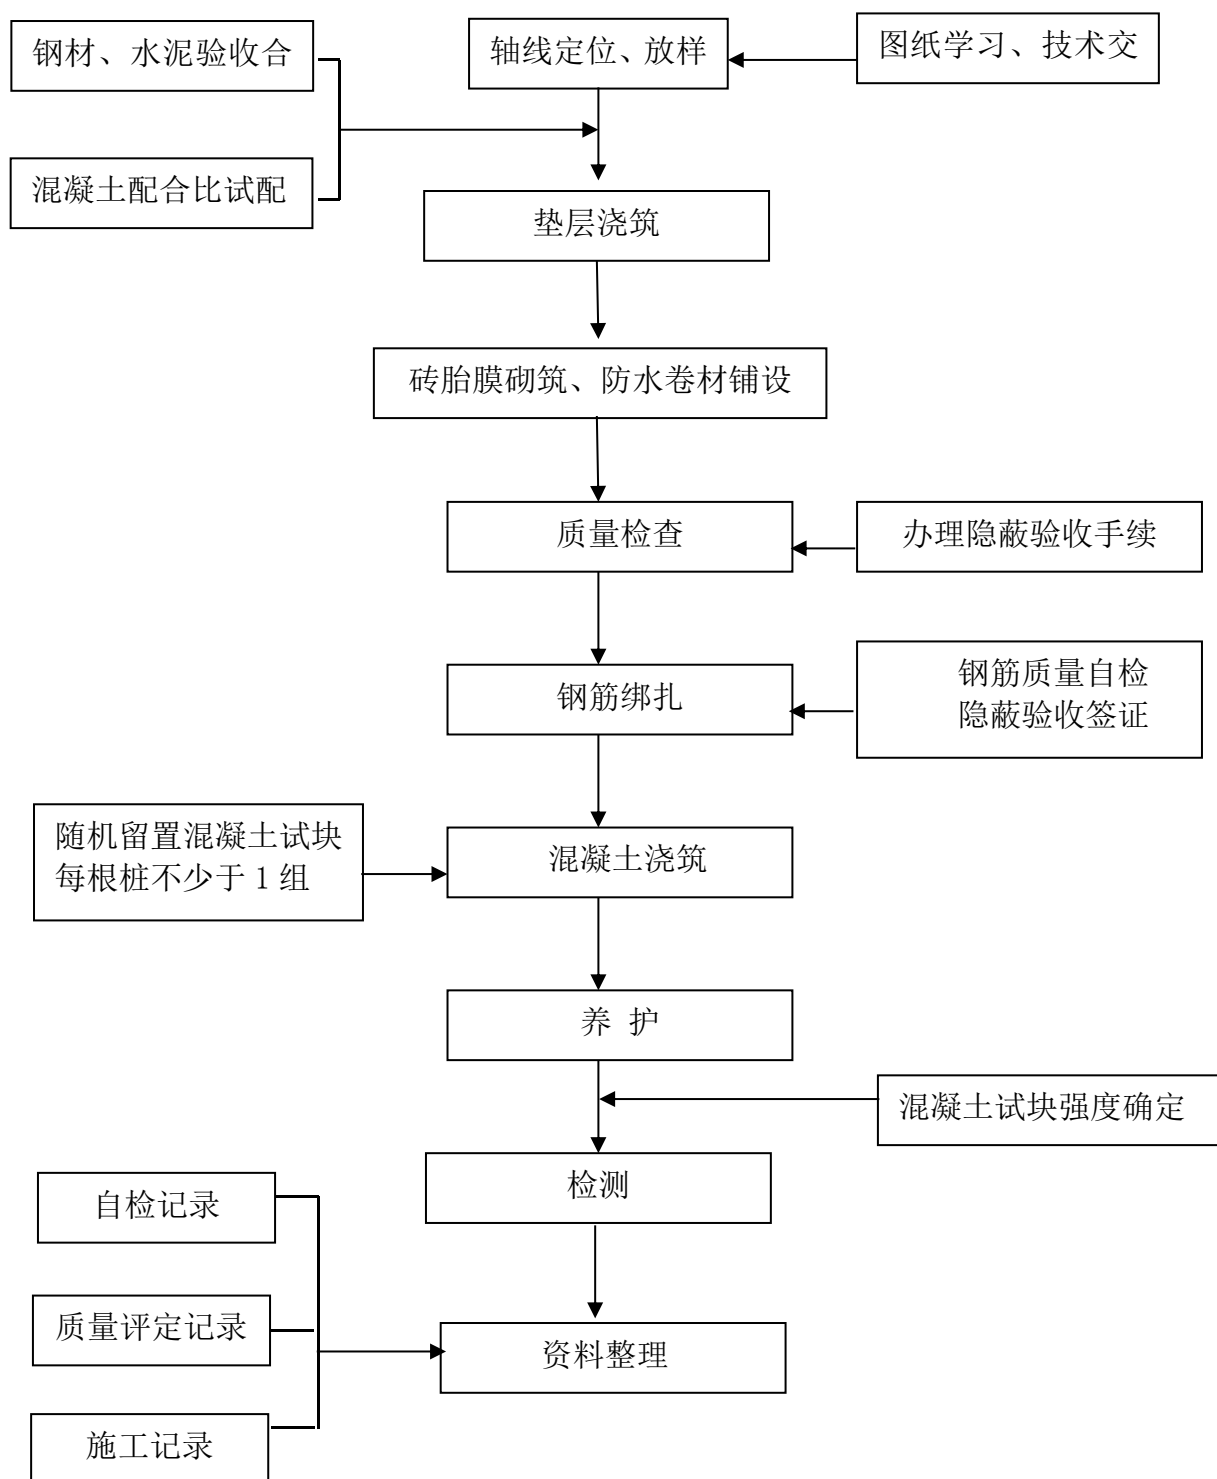 钢材、水泥验收合
轴线定位、放样
图纸学习、技术交
混凝土配合比试配
垫层浇筑
砖胎膜砌筑、防水卷材铺设
质量检查
办理隐蔽验收手续
钢筋绑扎
钢筋质量自检
隐蔽验收签证
随机留置混凝土试块
每根桩不少于 1 组
混凝土浇筑
养 护
混凝土试块强度确定
检测
自检记录
质量评定记录
资料整理
施工记录